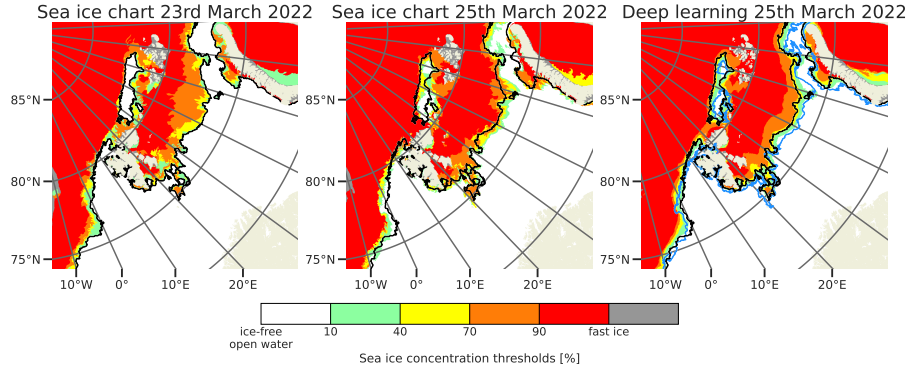 Sea ice chart 23rd March 2022
Sea ice chart 25th March 2022
Deep learning 25th March 2022
85°N
80°N
75°N
10°W 0° 10°E 20°E
85°N
80°N
75°N
10°W 0° 10°E 20°E
85°N
80°N
75°N
10°W 0° 10°E 20°E
ice-free
open water
10
40
70
90
fast ice
Sea ice concentration thresholds [%]